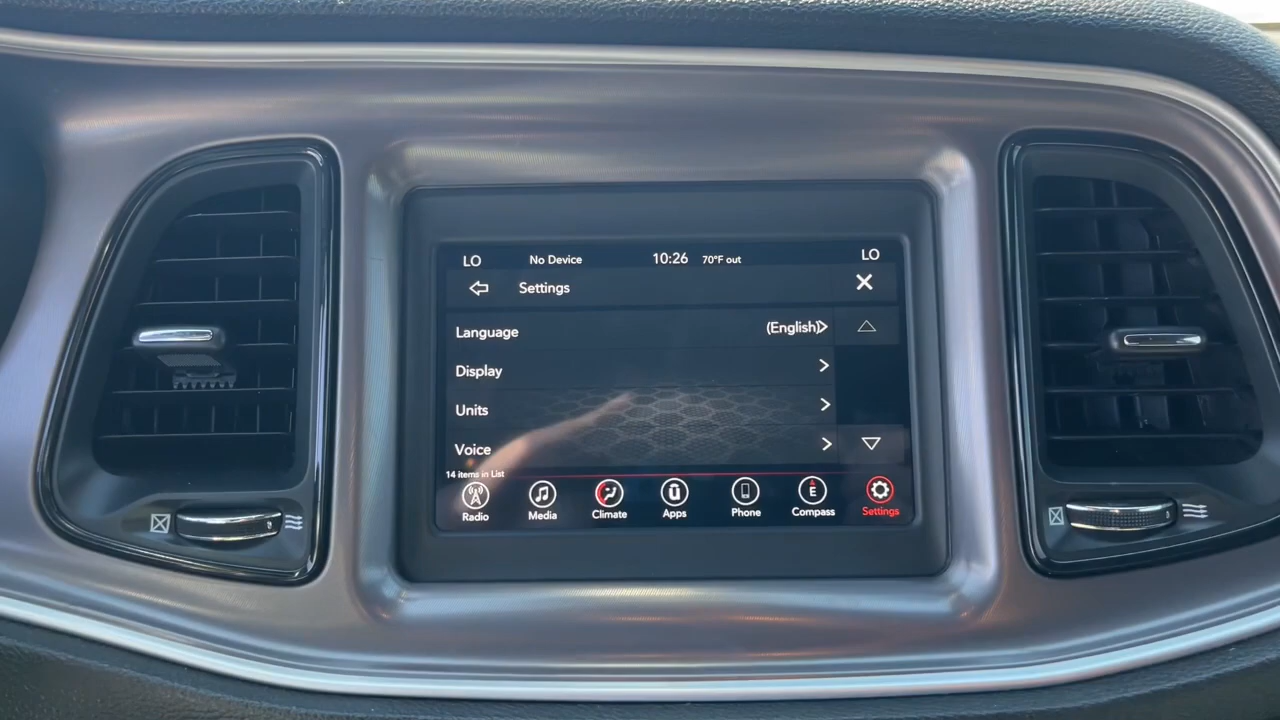 LO No Device 10:26 70°F out LO
Settings
Language (English)
Display
Units
Voice
14 items in List
Radio Media Climate Apps Phone E Compass Settings